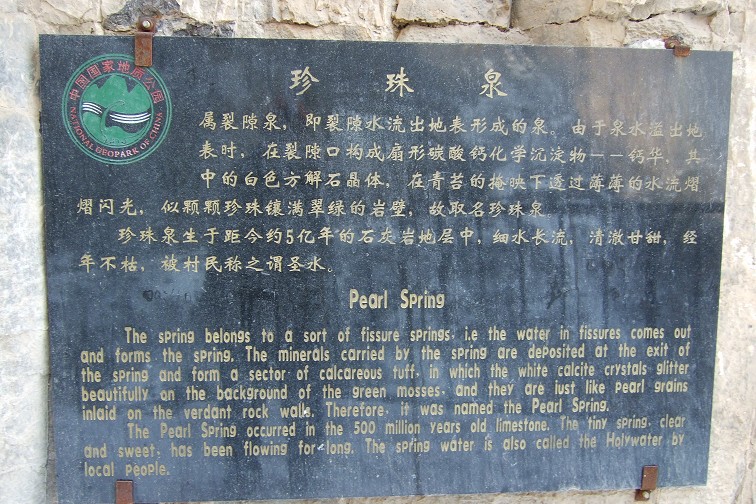 中国国家地质公园
NATIONAL GEOPARK OF CHINA
珍珠泉
属裂隙泉，即裂隙水流出地表形成的泉。由于泉水溢出地
表时，在裂隙口构成扇形碳酸钙化学沉淀物——钙华，其
中的白色方解石晶体，在青苔的掩映下透过薄薄的水流熠
熠闪光，似颗颗珍珠镶满翠绿的岩壁，故取名珍珠泉
珍珠泉生于距今约5亿年的石灰岩地层中，细水长流，清澈甘甜，经
年不枯，被村民称之谓圣水。
Pearl Spring
The spring belongs to a sort of fissure springs, i.e the water in fissures comes out
and forms the spring. The minerals carried by the spring are deposited at the exit of
the spring and form a sector of calcareous tuff, in which the white calcite crystals glitter
beautifully on the background of the green mosses, and they are just like pearl grains
inlaid on the verdant rock walls. Therefore, it was named the Pearl Spring.
The Pearl Spring occurred in the 500 million years old limestone. The tiny spring, clear
and sweet, has been flowing for long. The spring water is also called the Holywater by
local people.